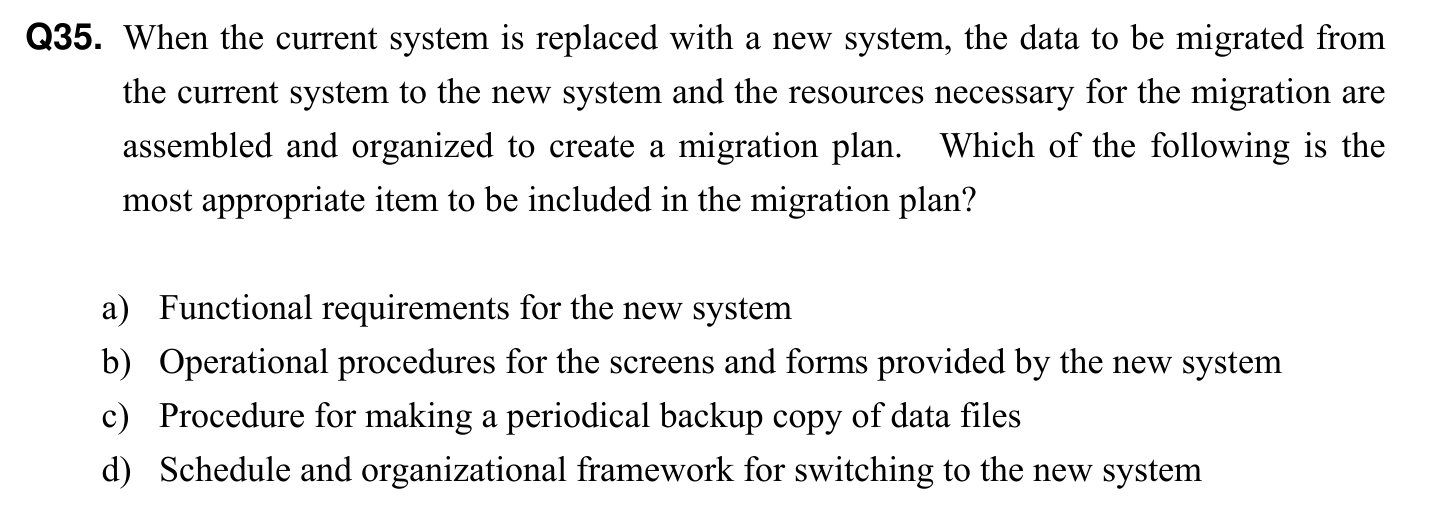 Q35. When the current system is replaced with a new system, the data to be migrated from
the current system to the new system and the resources necessary for the migration are
assembled and organized to create a migration plan. Which of the following is the
most appropriate item to be included in the migration plan?
a) Functional requirements for the new system
b) Operational procedures for the screens and forms provided by the new system
c) Procedure for making a periodical backup copy of data files
d) Schedule and organizational framework for switching to the new system